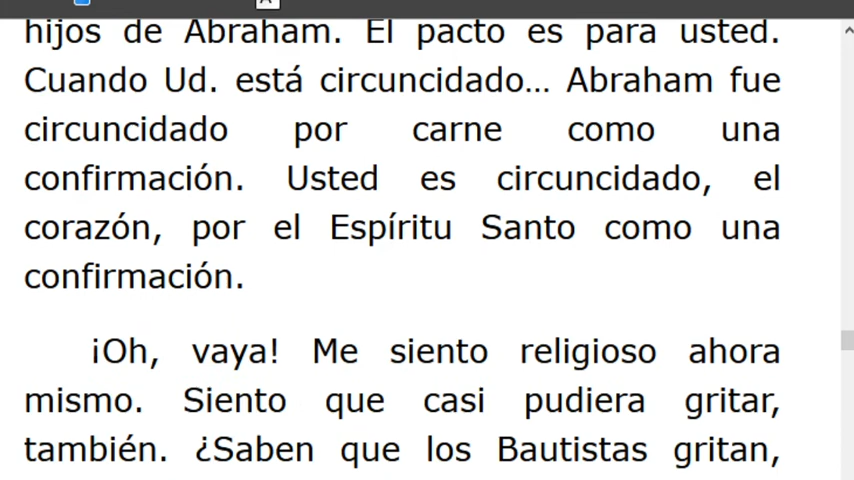 hijos de Abraham. El pacto es para usted.
Cuando Ud. está circuncidado... Abraham fue
circuncidado por carne como una
confirmación. Usted es circuncidado, el
corazón, por el Espíritu Santo como una
confirmación.
¡Oh, vaya! Me siento religioso ahora
mismo. Siento que casi pudiera gritar,
también. ¿Saben que los Bautistas gritan,